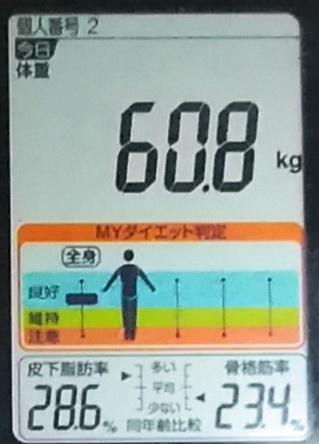 個人番号 2
今日
体重
60.8 kg
MYダイエット判定
全身
良好
維持
注意
皮下脂肪率
28.6%
多い
平均
少ない
同年齢比較
骨格筋率
23.4%